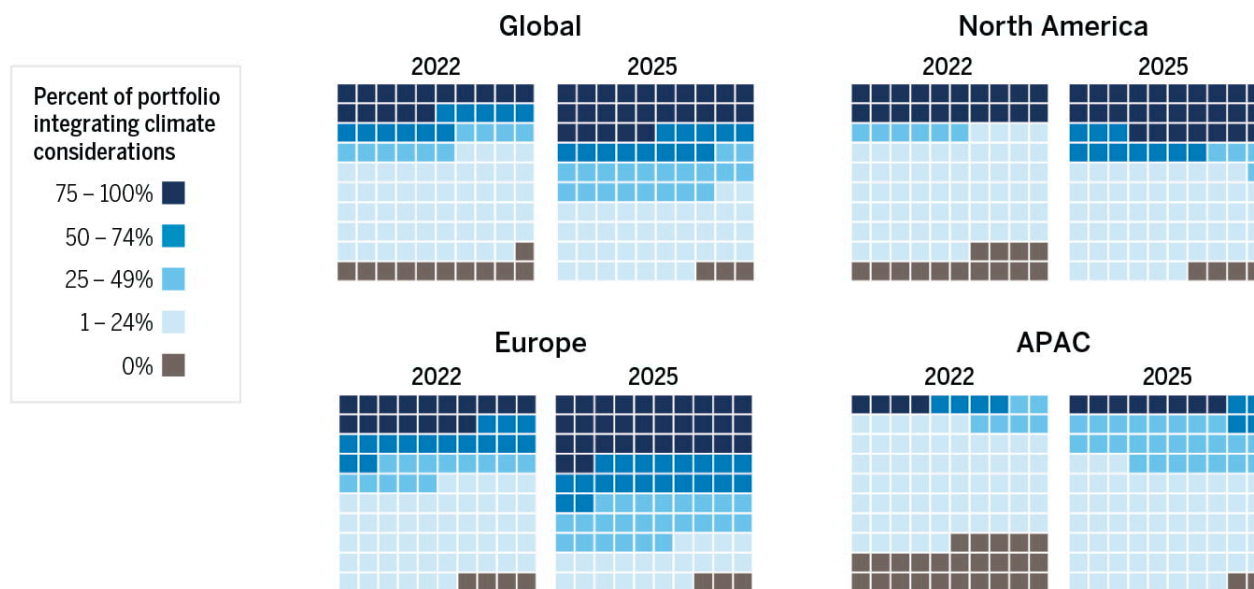 Global
North America
2022
2025
2022
2025
Percent of portfolio
integrating climate
considerations
75 – 100%
50 – 74%
25 – 49%
1 – 24%
0%
Europe
APAC
2022
2025
2022
2025